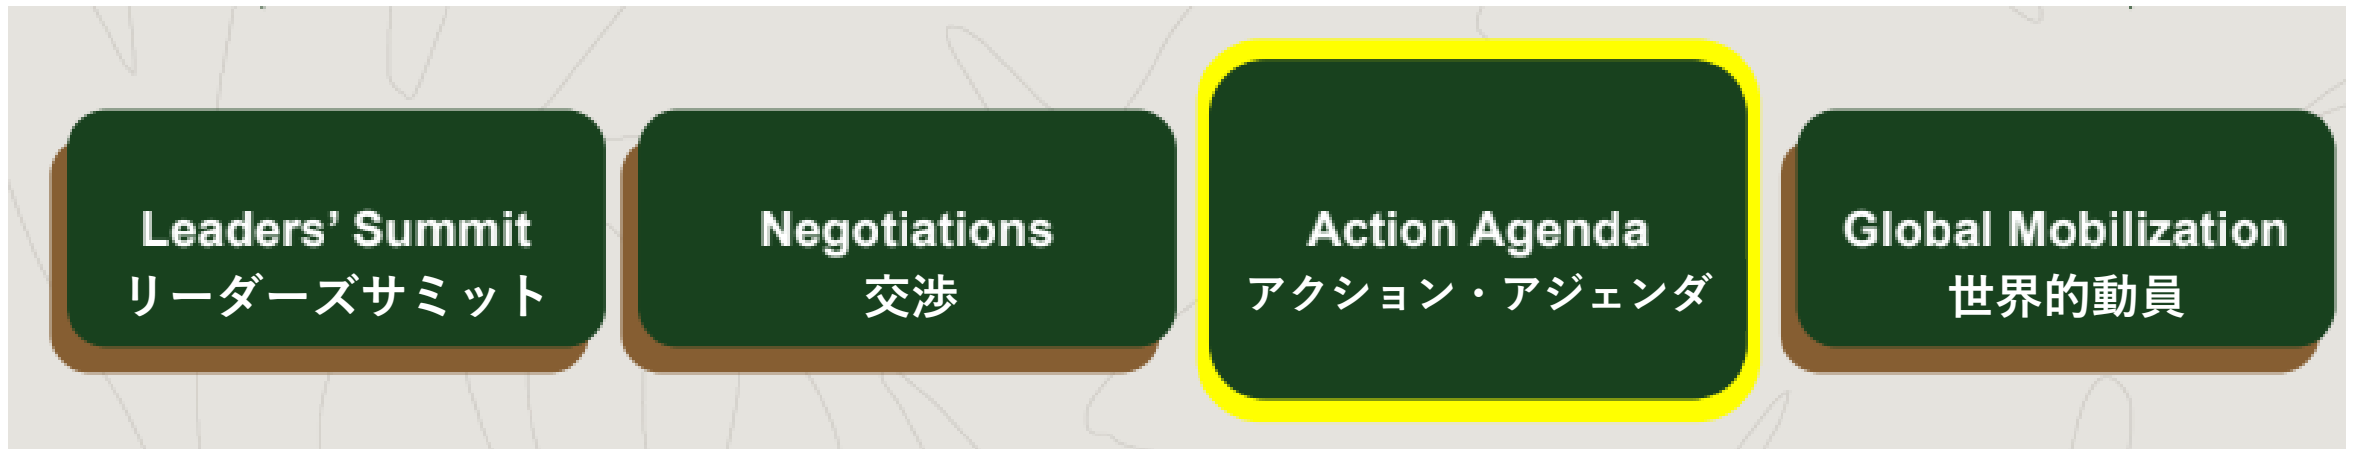 Leaders’ Summit
リーダーズサミット
Negotiations
交渉
Action Agenda
アクション・アジェンダ
Global Mobilization
世界的動員